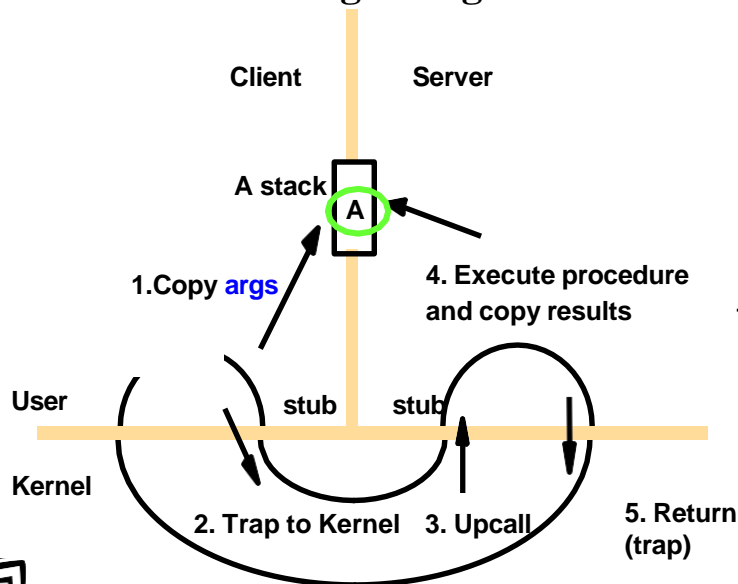 Client
Server
A stack
A
1.Copy args
4. Execute procedure
and copy results
User
stub
stub
Kernel
2. Trap to Kernel
3. Upcall
5. Return
(trap)